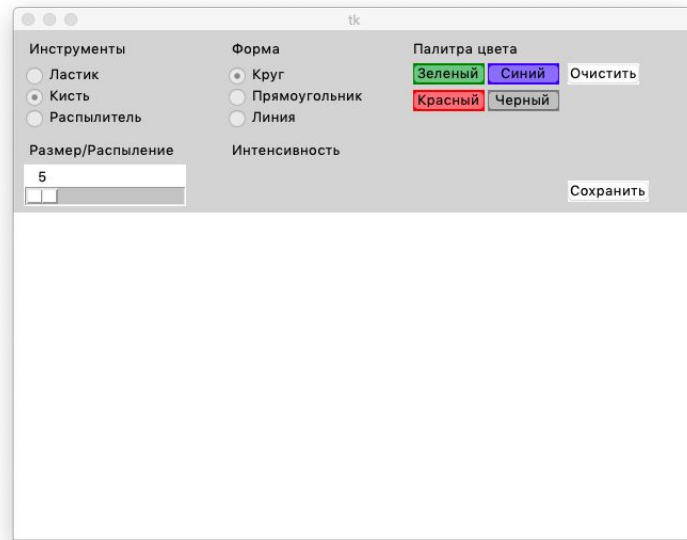 tk
Инструменты
Ластик
Кисть
Распылитель
Форма
Круг
Прямоугольник
Линия
Палитра цвета
Зеленый Синий Очистить
Красный Черный
Размер/Распыление
5
Интенсивность
Сохранить